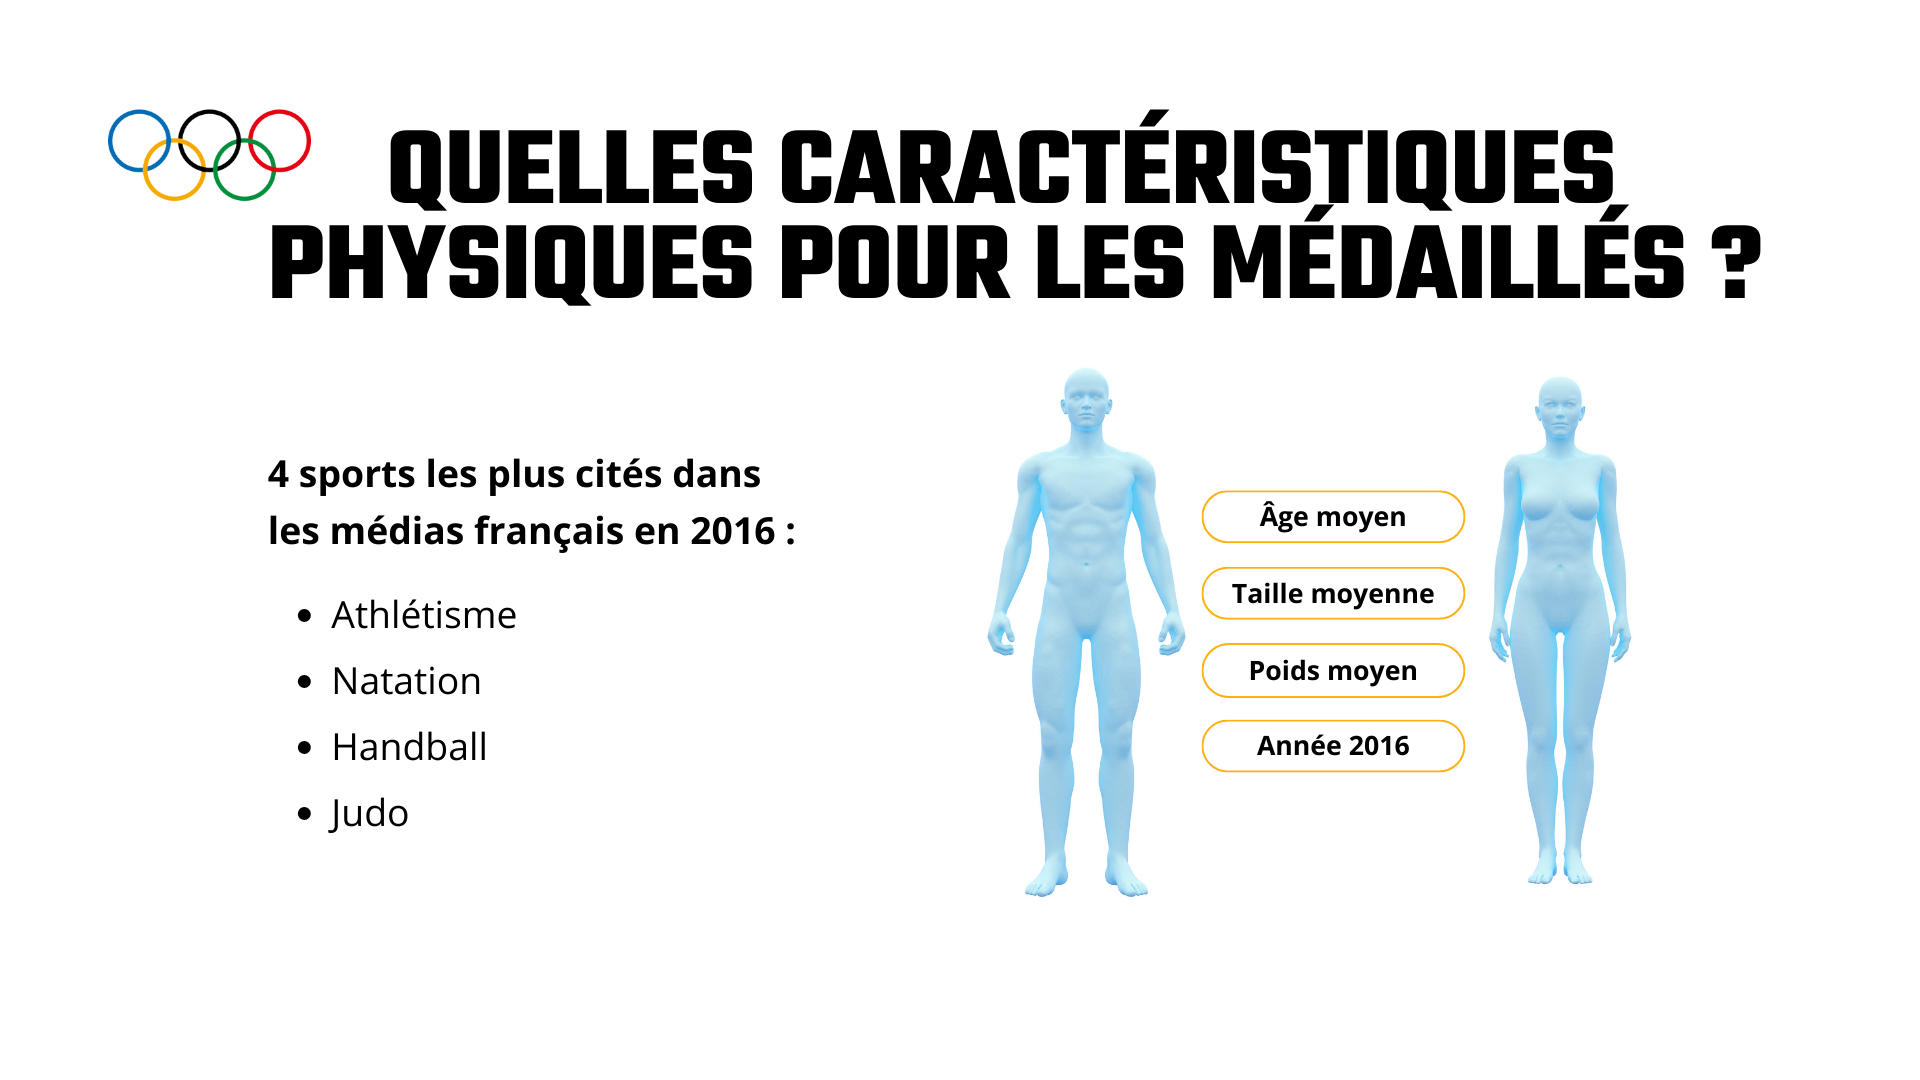 QUELLES CARACTÉRISTIQUES
PHYSIQUES POUR LES MÉDAILLÉS ?
4 sports les plus cités dans
les médias français en 2016 :
• Athlétisme
• Natation
• Handball
• Judo
Âge moyen
Taille moyenne
Poids moyen
Année 2016